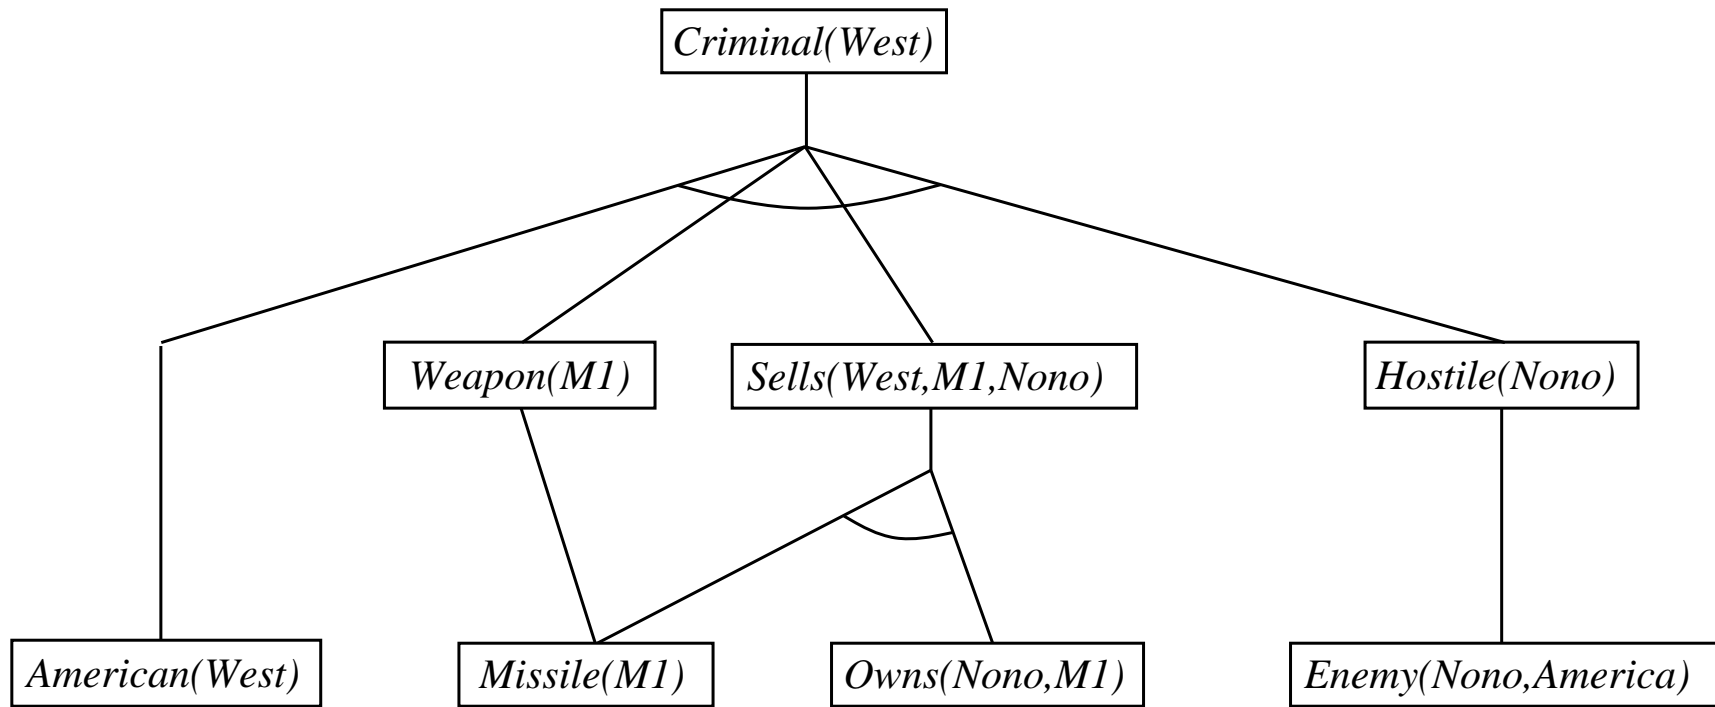 Criminal(West)
Weapon(M1)
Sells(West,M1,Nono)
Hostile(Nono)
American(West)
Missile(M1)
Owns(Nono,M1)
Enemy(Nono,America)